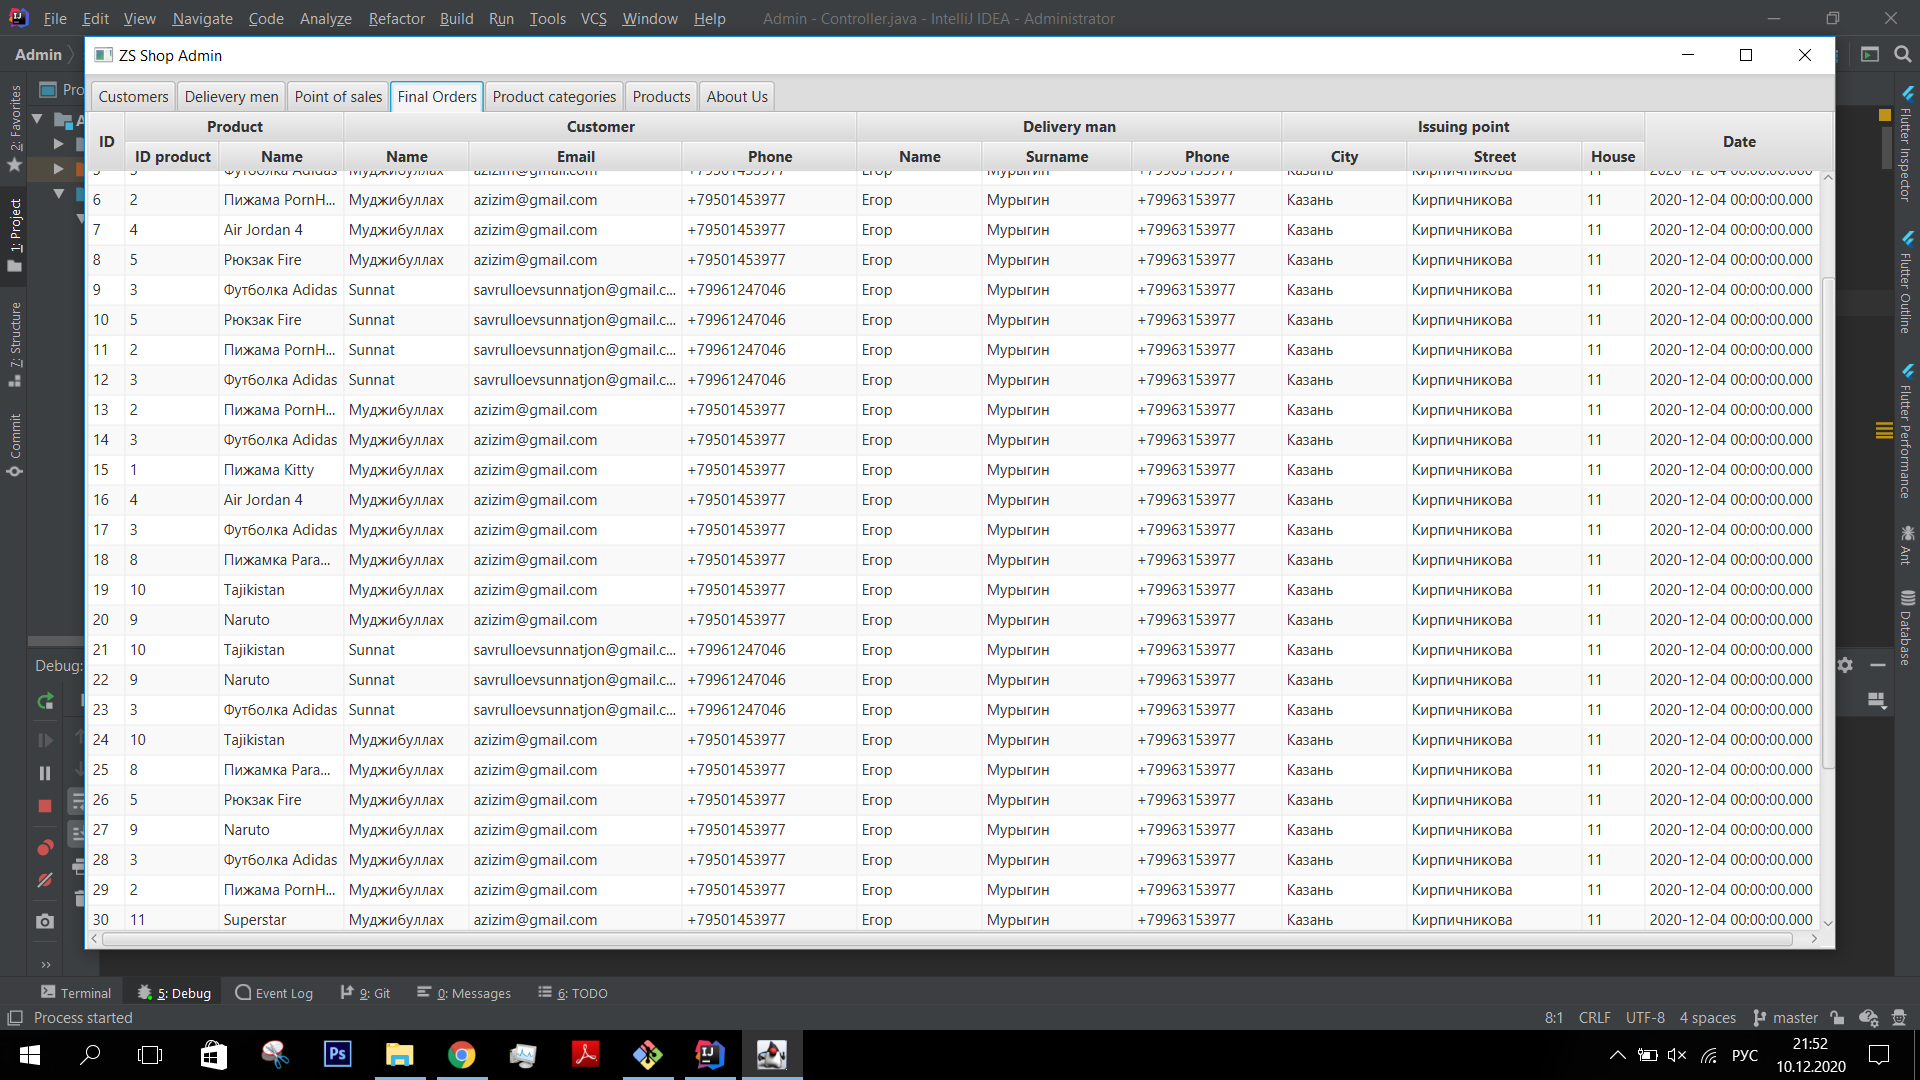 File Edit View Navigate Code Analyze Refactor Build Run Tools VCS Window Help Admin - Controller.java - IntelliJ IDEA - Administrator
Admin
ZS Shop Admin
Customers Delievery men Point of sales Final Orders Product categories Products About Us
ID Product Customer Delivery man Issuing point Date
ID product Name Name Email Phone Name Surname Phone City Street House
5 3 Футболка Adidas Муджибуллах azizim@gmail.com +79501453977 Егор Мурыгин +79963153977 Казань Кирпичникова 11 2020-12-04 00:00:00.000
6 2 Пижама PornH... Муджибуллах azizim@gmail.com +79501453977 Егор Мурыгин +79963153977 Казань Кирпичникова 11 2020-12-04 00:00:00.000
7 4 Air Jordan 4 Муджибуллах azizim@gmail.com +79501453977 Егор Мурыгин +79963153977 Казань Кирпичникова 11 2020-12-04 00:00:00.000
8 5 Рюкзак Fire Муджибуллах azizim@gmail.com +79501453977 Егор Мурыгин +79963153977 Казань Кирпичникова 11 2020-12-04 00:00:00.000
9 3 Футболка Adidas Sunnat savrulloevsunnatjon@gmail.c... +79961247046 Егор Мурыгин +79963153977 Казань Кирпичникова 11 2020-12-04 00:00:00.000
10 5 Рюкзак Fire Sunnat savrulloevsunnatjon@gmail.c... +79961247046 Егор Мурыгин +79963153977 Казань Кирпичникова 11 2020-12-04 00:00:00.000
11 2 Пижама PornH... Sunnat savrulloevsunnatjon@gmail.c... +79961247046 Егор Мурыгин +79963153977 Казань Кирпичникова 11 2020-12-04 00:00:00.000
12 3 Футболка Adidas Sunnat savrulloevsunnatjon@gmail.c... +79961247046 Егор Мурыгин +79963153977 Казань Кирпичникова 11 2020-12-04 00:00:00.000
13 2 Пижама PornH... Муджибуллах azizim@gmail.com +79501453977 Егор Мурыгин +79963153977 Казань Кирпичникова 11 2020-12-04 00:00:00.000
14 3 Футболка Adidas Муджибуллах azizim@gmail.com +79501453977 Егор Мурыгин +79963153977 Казань Кирпичникова 11 2020-12-04 00:00:00.000
15 1 Пижама Kitty Муджибуллах azizim@gmail.com +79501453977 Егор Мурыгин +79963153977 Казань Кирпичникова 11 2020-12-04 00:00:00.000
16 4 Air Jordan 4 Муджибуллах azizim@gmail.com +79501453977 Егор Мурыгин +79963153977 Казань Кирпичникова 11 2020-12-04 00:00:00.000
17 3 Футболка Adidas Муджибуллах azizim@gmail.com +79501453977 Егор Мурыгин +79963153977 Казань Кирпичникова 11 2020-12-04 00:00:00.000
18 8 Пижамка Para... Муджибуллах azizim@gmail.com +79501453977 Егор Мурыгин +79963153977 Казань Кирпичникова 11 2020-12-04 00:00:00.000
19 10 Tajikistan Муджибуллах azizim@gmail.com +79501453977 Егор Мурыгин +79963153977 Казань Кирпичникова 11 2020-12-04 00:00:00.000
20 9 Naruto Муджибуллах azizim@gmail.com +79501453977 Егор Мурыгин +79963153977 Казань Кирпичникова 11 2020-12-04 00:00:00.000
21 10 Tajikistan Sunnat savrulloevsunnatjon@gmail.c... +79961247046 Егор Мурыгин +79963153977 Казань Кирпичникова 11 2020-12-04 00:00:00.000
22 9 Naruto Sunnat savrulloevsunnatjon@gmail.c... +79961247046 Егор Мурыгин +79963153977 Казань Кирпичникова 11 2020-12-04 00:00:00.000
23 3 Футболка Adidas Sunnat savrulloevsunnatjon@gmail.c... +79961247046 Егор Мурыгин +79963153977 Казань Кирпичникова 11 2020-12-04 00:00:00.000
24 10 Tajikistan Муджибуллах azizim@gmail.com +79501453977 Егор Мурыгин +79963153977 Казань Кирпичникова 11 2020-12-04 00:00:00.000
25 8 Пижамка Para... Муджибуллах azizim@gmail.com +79501453977 Егор Мурыгин +79963153977 Казань Кирпичникова 11 2020-12-04 00:00:00.000
26 5 Рюкзак Fire Муджибуллах azizim@gmail.com +79501453977 Егор Мурыгин +79963153977 Казань Кирпичникова 11 2020-12-04 00:00:00.000
27 9 Naruto Муджибуллах azizim@gmail.com +79501453977 Егор Мурыгин +79963153977 Казань Кирпичникова 11 2020-12-04 00:00:00.000
28 3 Футболка Adidas Муджибуллах azizim@gmail.com +79501453977 Егор Мурыгин +79963153977 Казань Кирпичникова 11 2020-12-04 00:00:00.000
29 2 Пижама PornH... Муджибуллах azizim@gmail.com +79501453977 Егор Мурыгин +79963153977 Казань Кирпичникова 11 2020-12-04 00:00:00.000
30 11 Superstar Муджибуллах azizim@gmail.com +79501453977 Егор Мурыгин +79963153977 Казань Кирпичникова 11 2020-12-04 00:00:00.000
2: Favorites
1: Project
7: Structure
Commit
Pro
A
Debug:
Flutter Inspector
Flutter Outline
Flutter Performance
Ant
Database
Terminal 5: Debug Event Log 9: Git 0: Messages 6: TODO
Process started 8:1 CRLF UTF-8 4 spaces master
Ps IJ РУС 21:52
10.12.2020